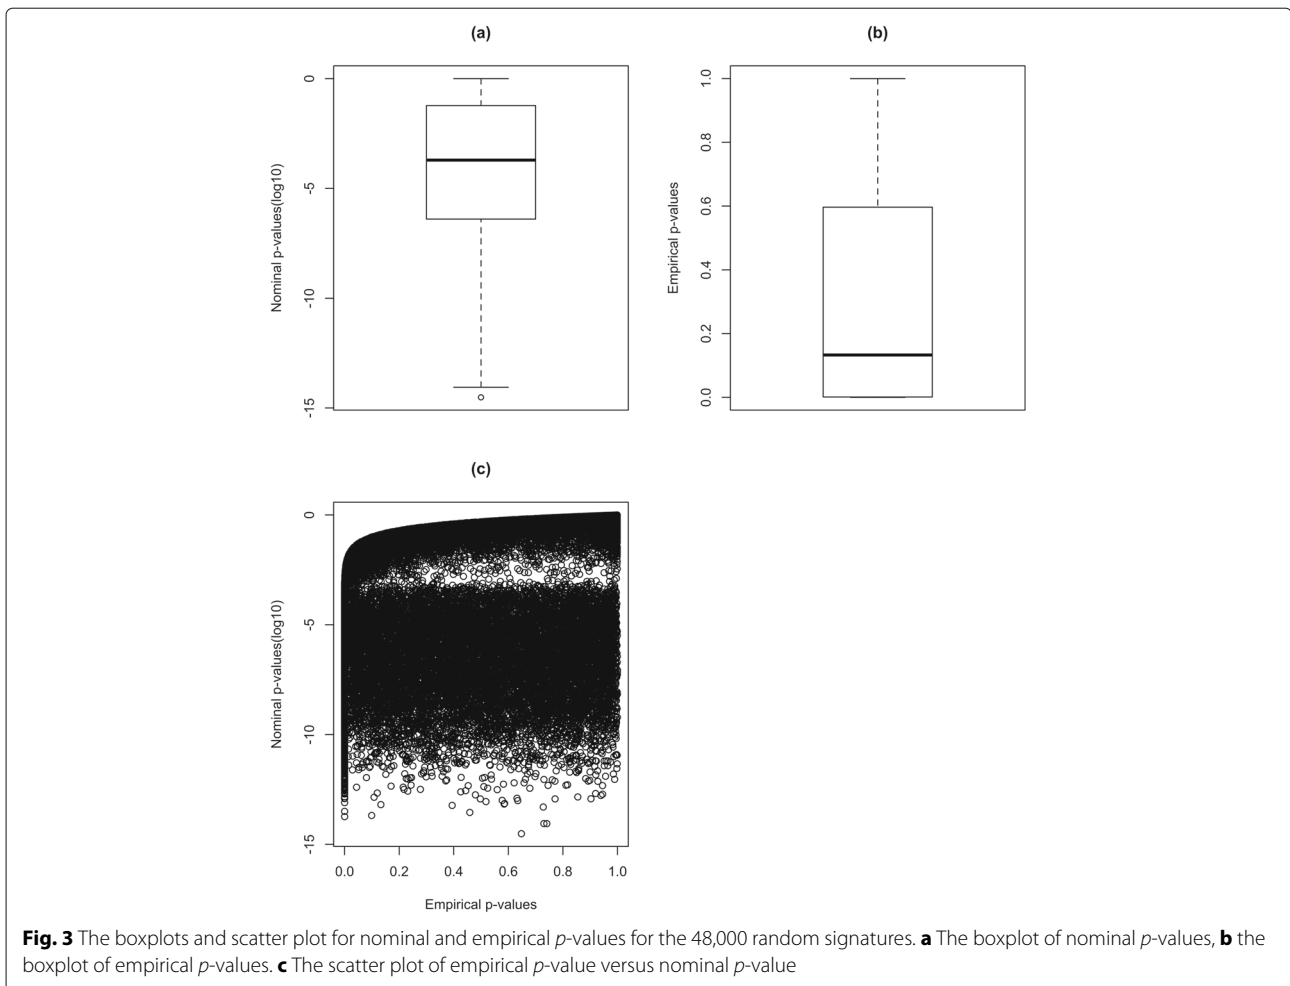 (a)
0
-5
-10
-15
Nominal p-values(log10)
(b)
1.0
0.8
0.6
0.4
0.2
0.0
Empirical p-values
(c)
0
-5
-10
-15
Nominal p-values(log10)
0.0 0.2 0.4 0.6 0.8 1.0
Empirical p-values
Fig. 3 The boxplots and scatter plot for nominal and empirical p-values for the 48,000 random signatures. a The boxplot of nominal p-values, b the
boxplot of empirical p-values. c The scatter plot of empirical p-value versus nominal p-value